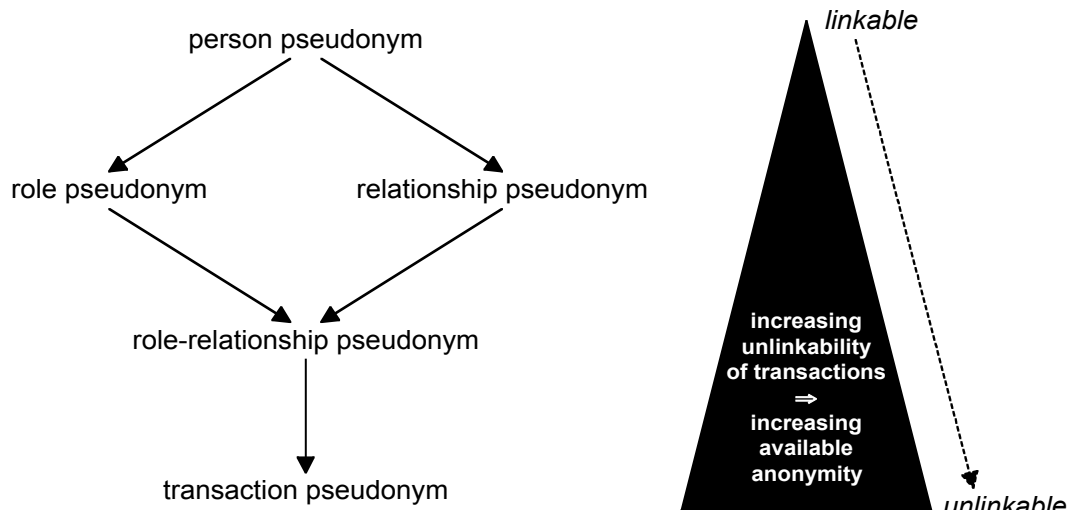 person pseudonym
linkable
role pseudonym
relationship pseudonym
role-relationship pseudonym
increasing
unlinkability
of transactions
⇒
increasing
available
anonymity
transaction pseudonym
unlinkable